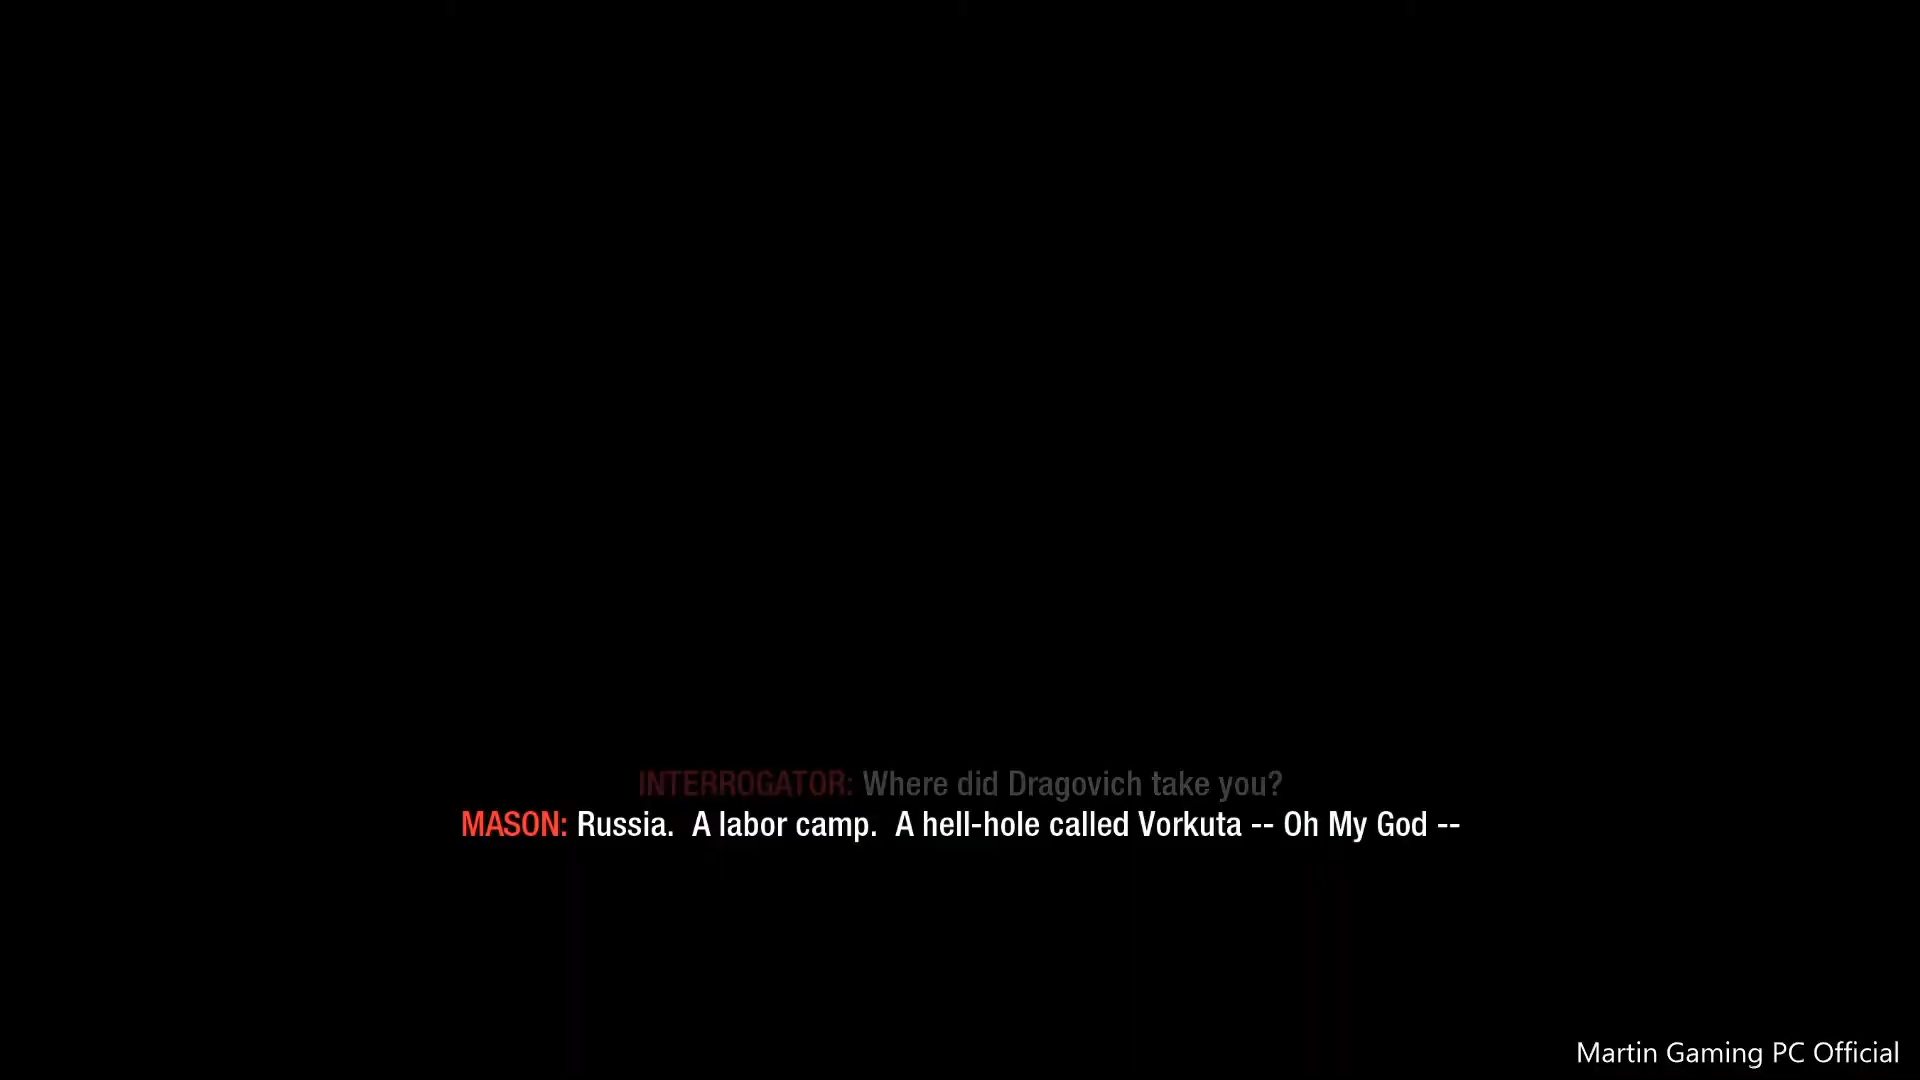 INTERROGATOR: Where did Dragovich take you?
MASON: Russia.  A labor camp.  A hell-hole called Vorkuta -- Oh My God --
Martin Gaming PC Official